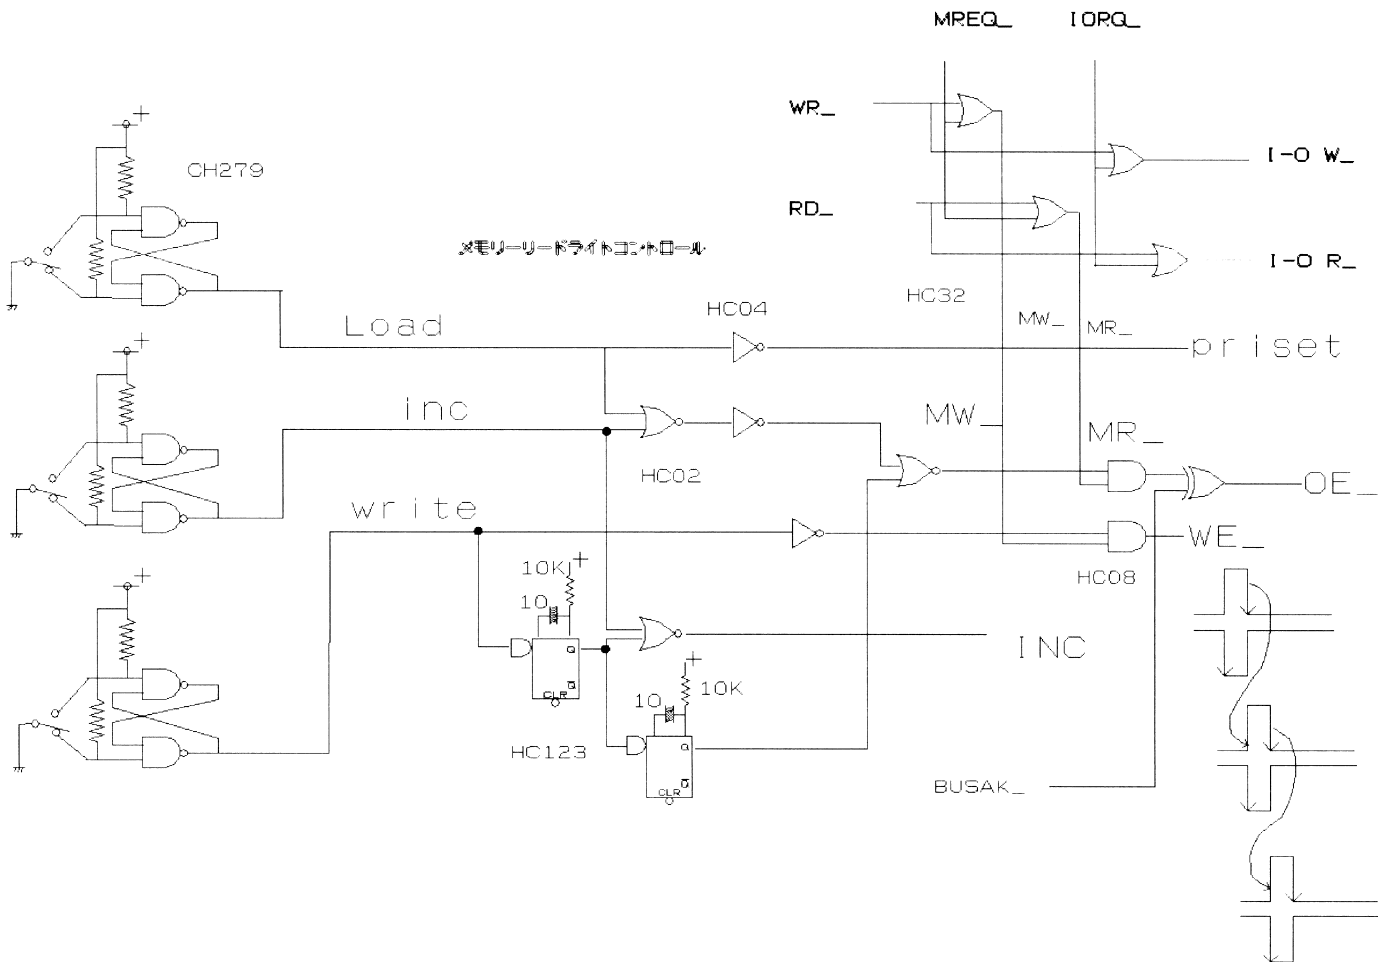 MREQ_ IORQ_
WR_
+
CH279
I-O W_
RD_
メモリーリードライトコントロール
I-O R_
HC32
HC04
MW_ MR_
Load
priset
+
inc
MW_
MR_
HC02
OE_
write
WE_
10K +
HC08
+
10
Q
INC
+
Q
CLR
10 10K
HC123
Q
Q
CLR
BUSAK_